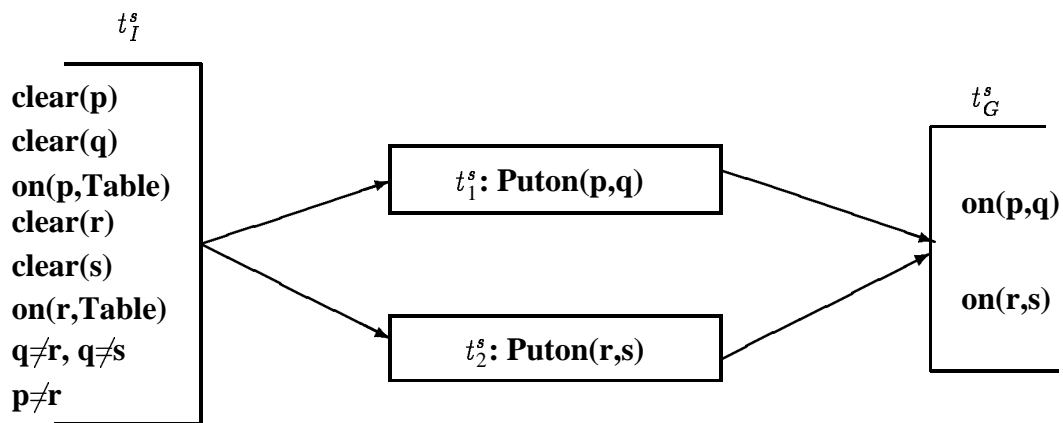 t_I^s
clear(p)
clear(q)
on(p,Table)
clear(r)
clear(s)
on(r,Table)
q≠r, q≠s
p≠r
t_1^s: Puton(p,q)
t_2^s: Puton(r,s)
t_G^s
on(p,q)
on(r,s)